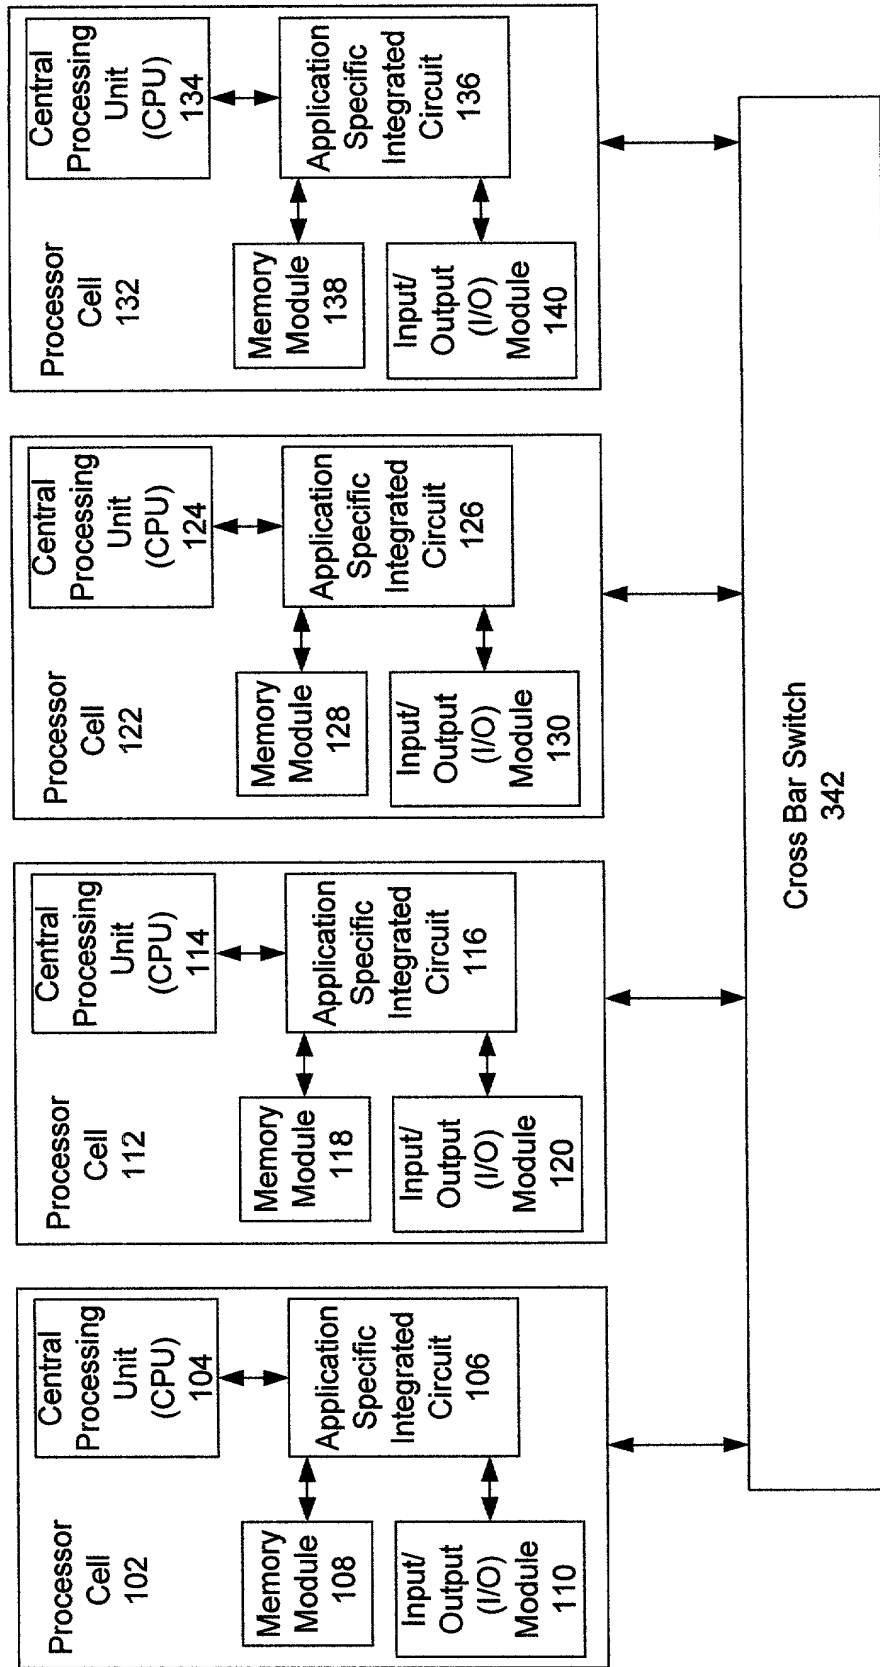 Processor
Cell
102
Central
Processing
Unit
(CPU)
104
Application
Specific
Integrated
Circuit
106
Memory
Module
108
Input/
Output
(I/O)
Module
110
Processor
Cell
112
Central
Processing
Unit
(CPU)
114
Application
Specific
Integrated
Circuit
116
Memory
Module
118
Input/
Output
(I/O)
Module
120
Processor
Cell
122
Central
Processing
Unit
(CPU)
124
Application
Specific
Integrated
Circuit
126
Memory
Module
128
Input/
Output
(I/O)
Module
130
Processor
Cell
132
Central
Processing
Unit
(CPU)
134
Application
Specific
Integrated
Circuit
136
Memory
Module
138
Input/
Output
(I/O)
Module
140
Cross Bar Switch
342